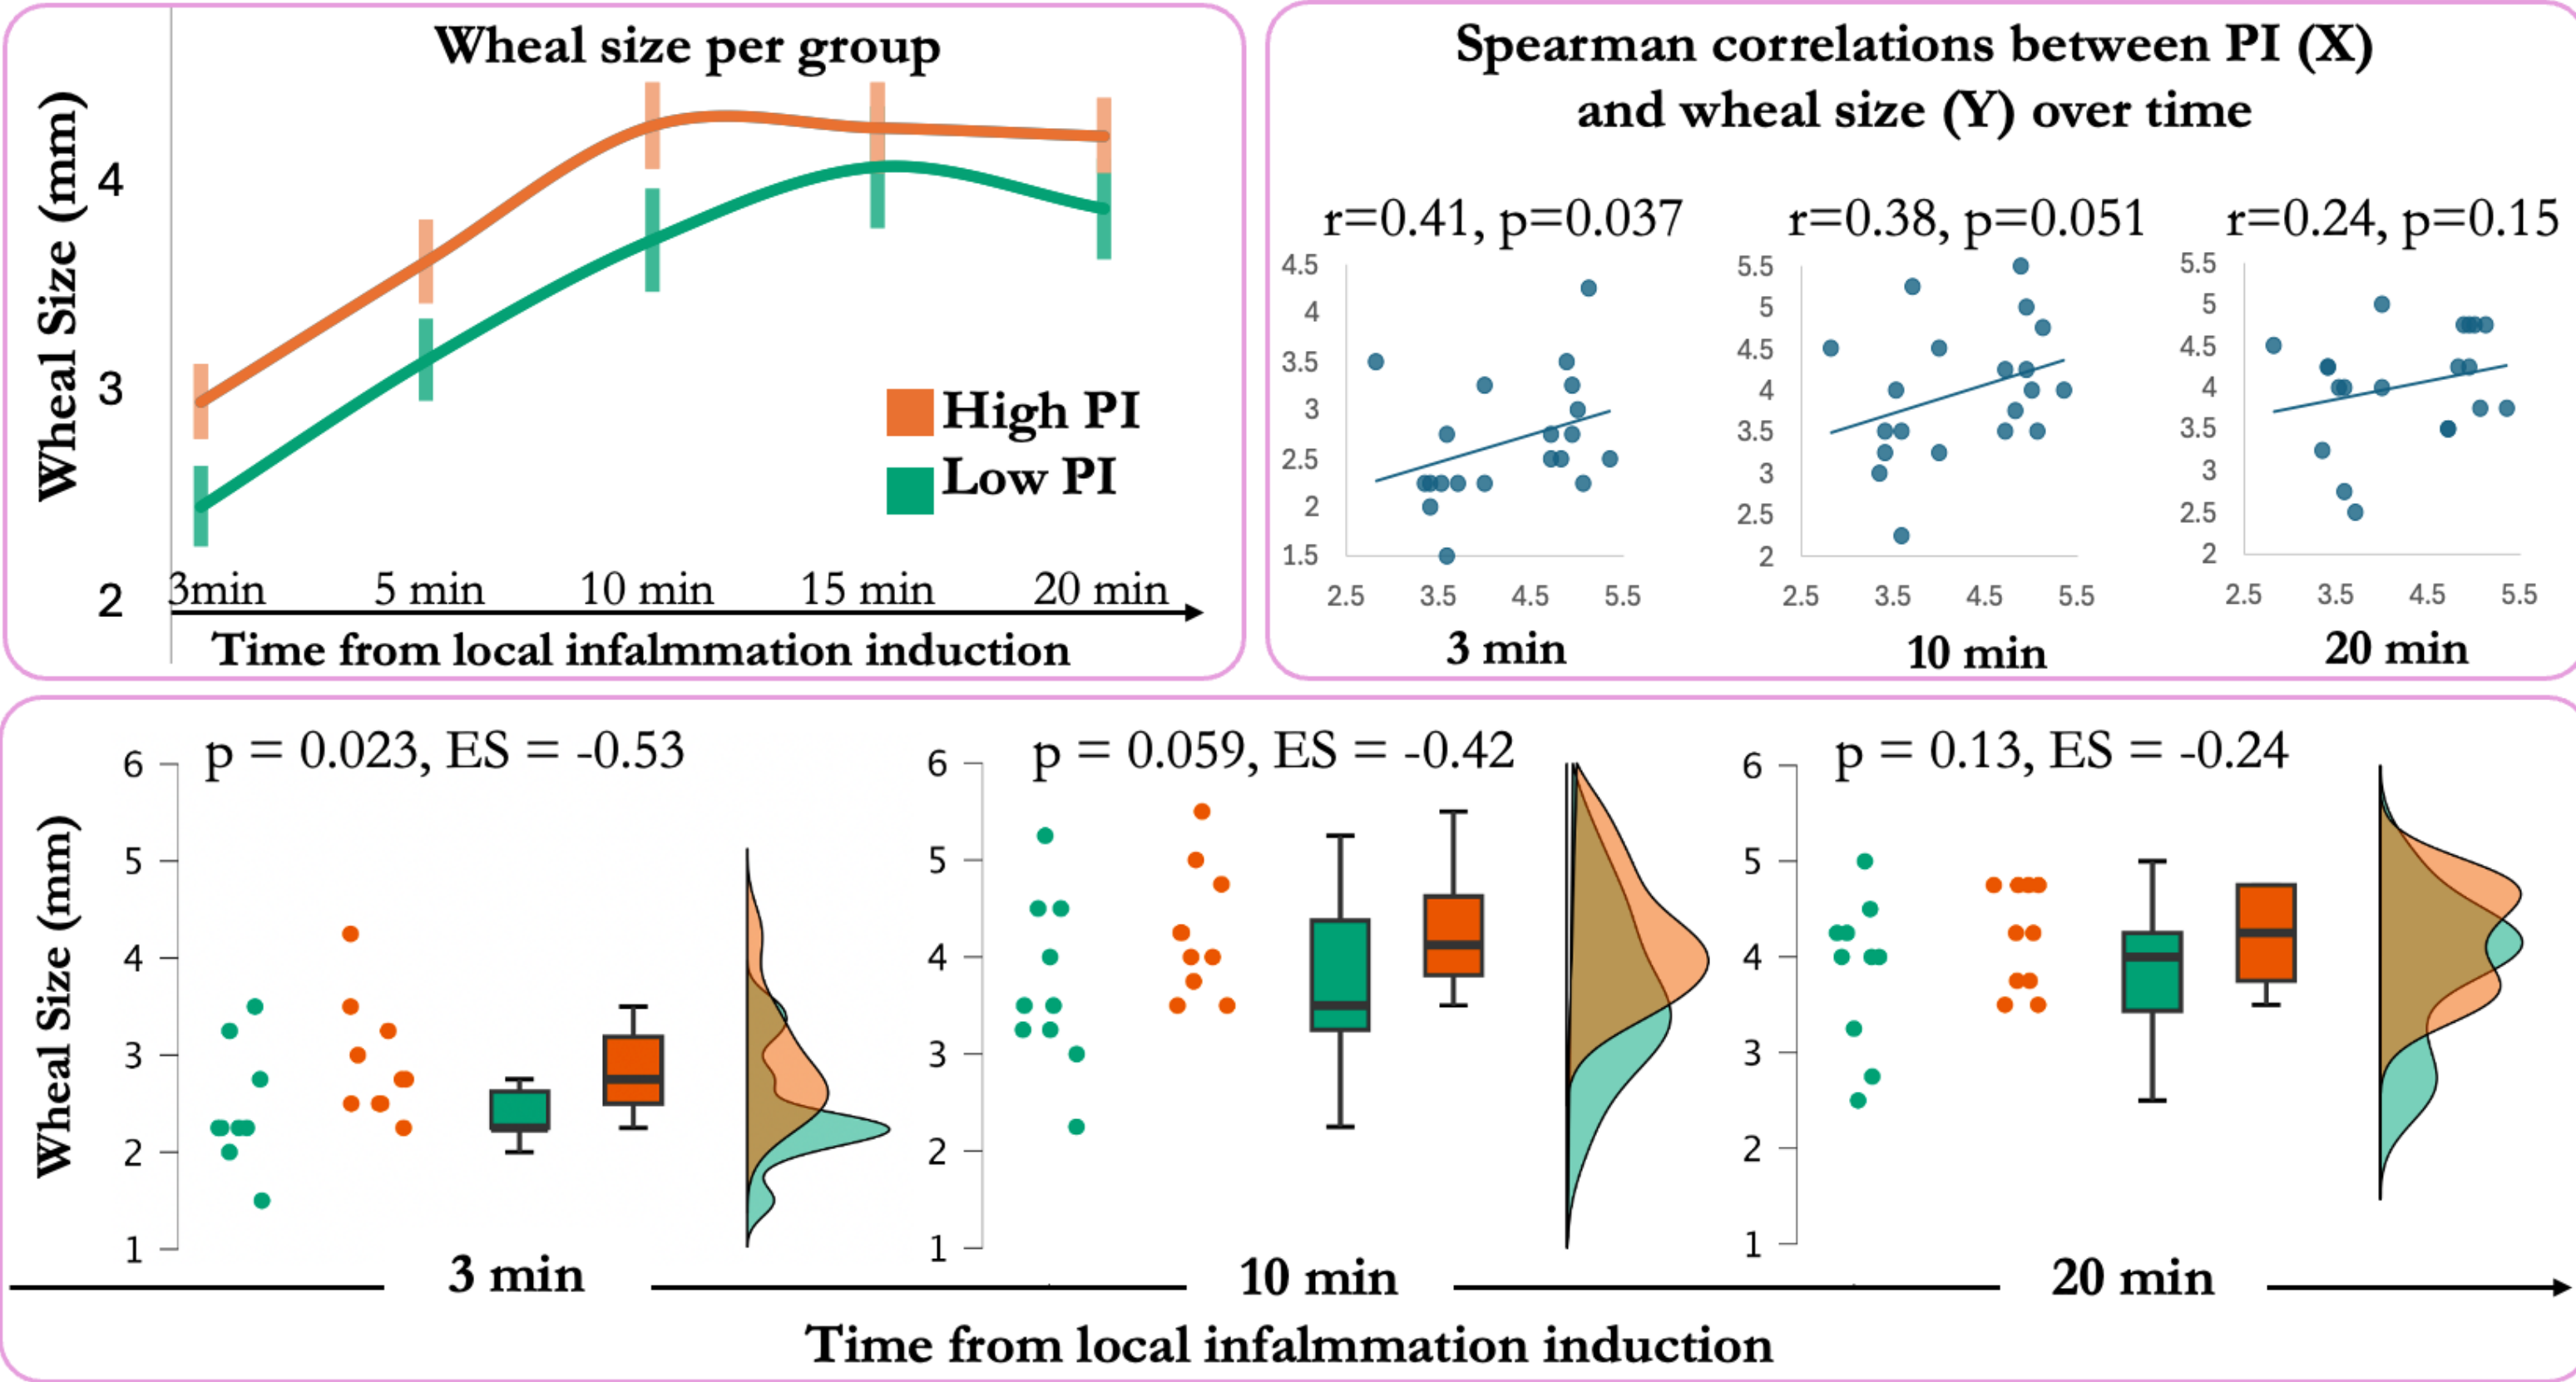 Wheal size per group
Wheal Size (mm)
4
3
2
High PI
Low PI
3min 5 min 10 min 15 min 20 min
Time from local infalmmation induction
Spearman correlations between PI (X)
and wheal size (Y) over time
r=0.41, p=0.037
4.5
4
3.5
3
2.5
2
1.5
2.5 3.5 4.5 5.5
3 min
r=0.38, p=0.051
5.5
5
4.5
4
3.5
3
2.5
2
2.5 3.5 4.5 5.5
10 min
r=0.24, p=0.15
5.5
5
4.5
4
3.5
3
2.5
2
2.5 3.5 4.5 5.5
20 min
Wheal Size (mm)
p = 0.023, ES = -0.53
6
5
4
3
2
1
3 min
p = 0.059, ES = -0.42
6
5
4
3
2
1
10 min
p = 0.13, ES = -0.24
6
5
4
3
2
1
20 min
Time from local infalmmation induction